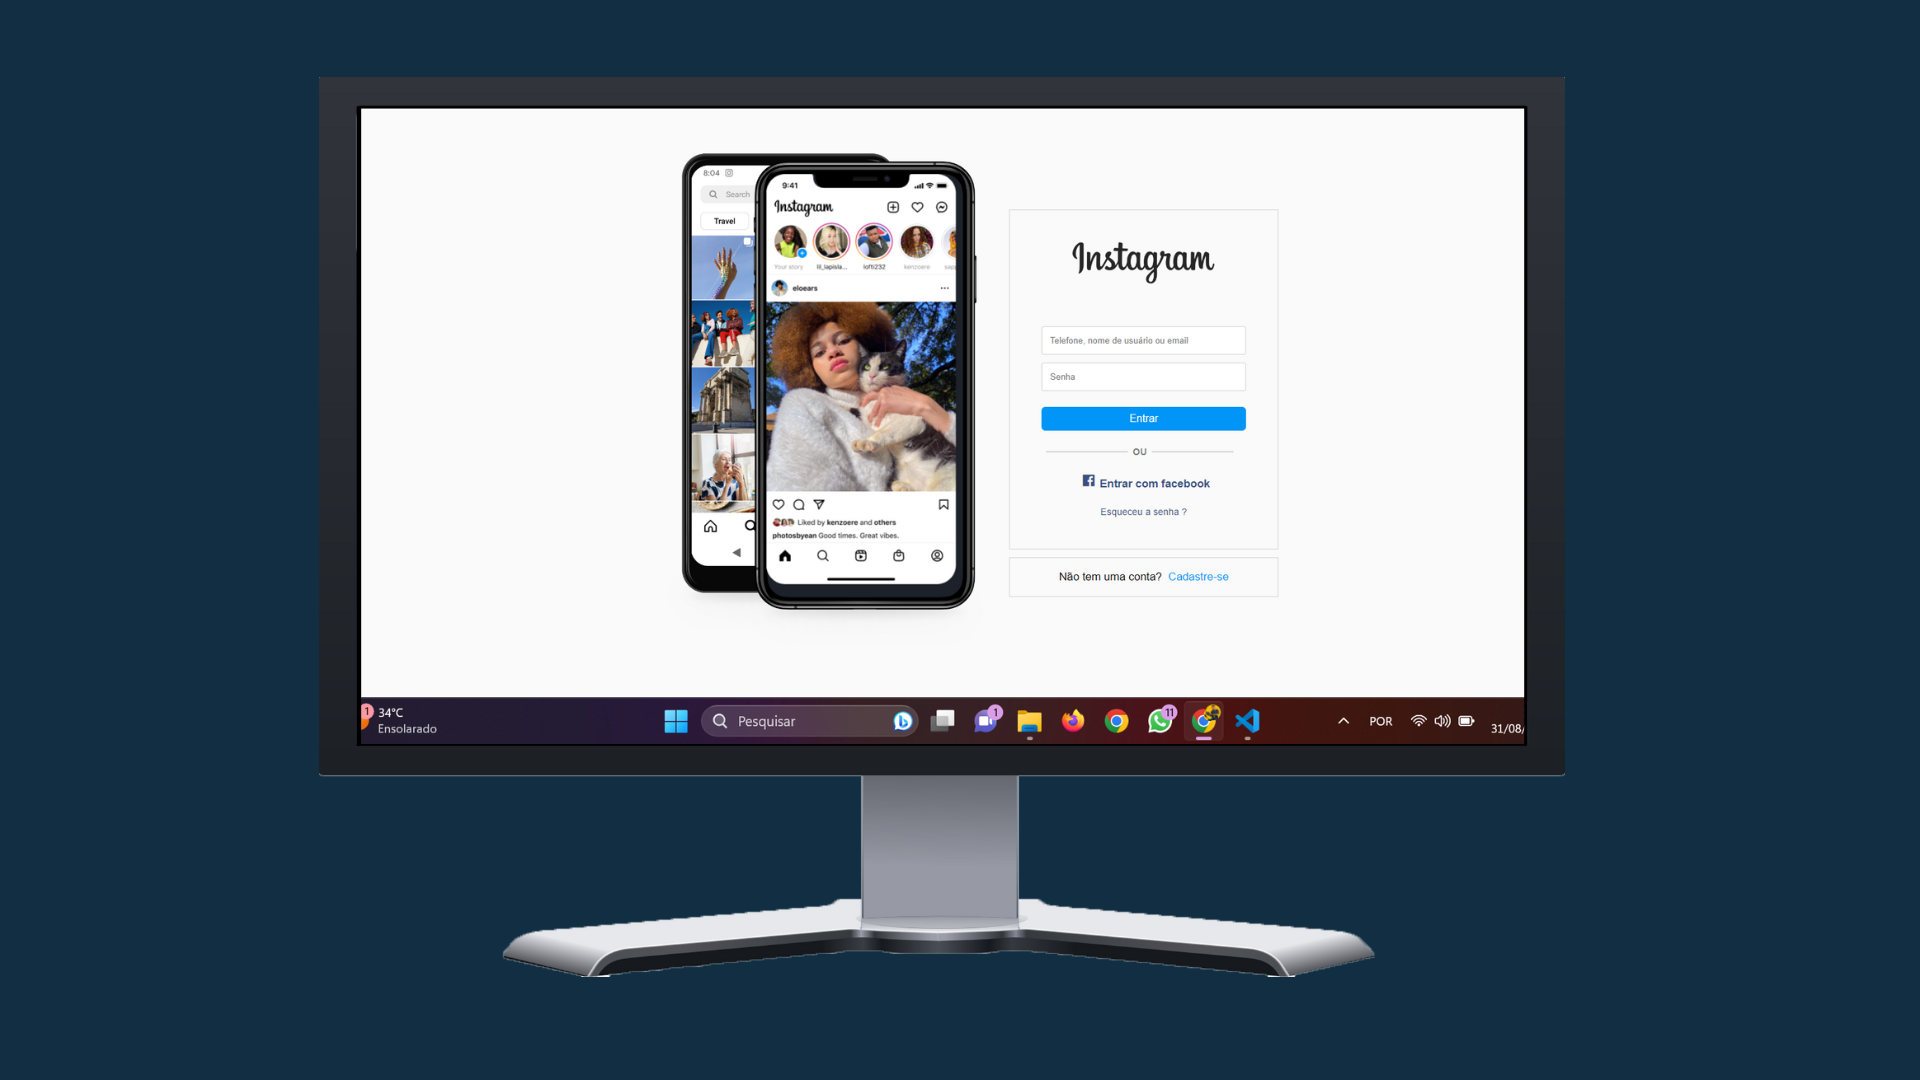 8:04
Search
Travel
9:41
Instagram
Your story
lil_lapisla...
lofti232
kenzoere
eloears
Liked by kenzoere and others
photosbyean Good times. Great vibes.
Instagram
Telefone, nome de usuário ou email
Senha
Entrar
OU
Entrar com facebook
Esqueceu a senha ?
Não tem uma conta? Cadastre-se
1
34°C
Ensolarado
Pesquisar
1
11
POR
31/08/